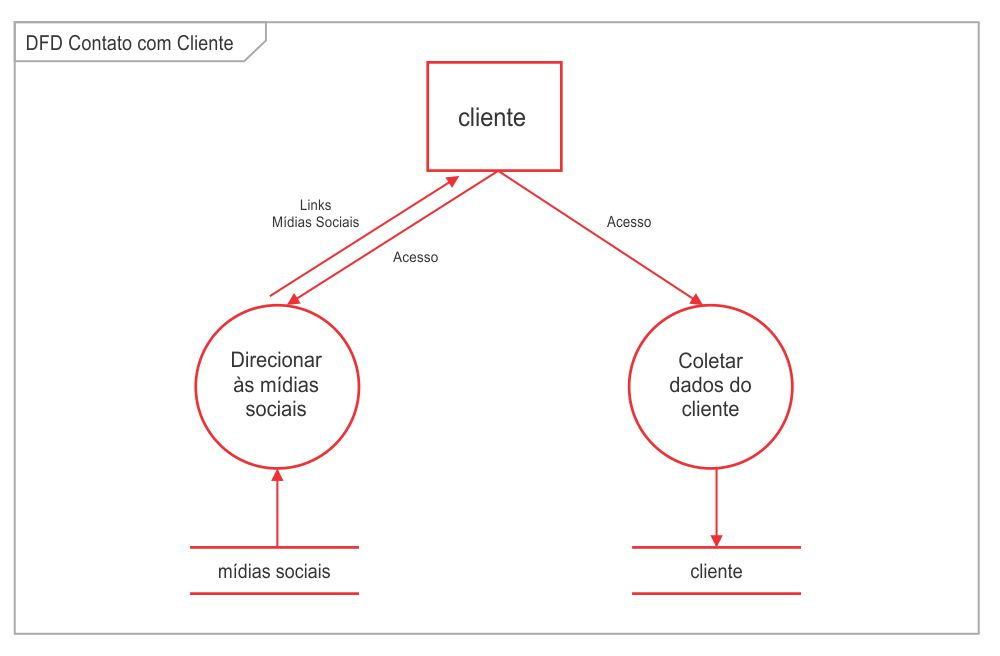 DFD Contato com Cliente
cliente
Links
Mídias Sociais
Acesso
Acesso
Direcionar
às mídias
sociais
Coletar
dados do
cliente
mídias sociais
cliente